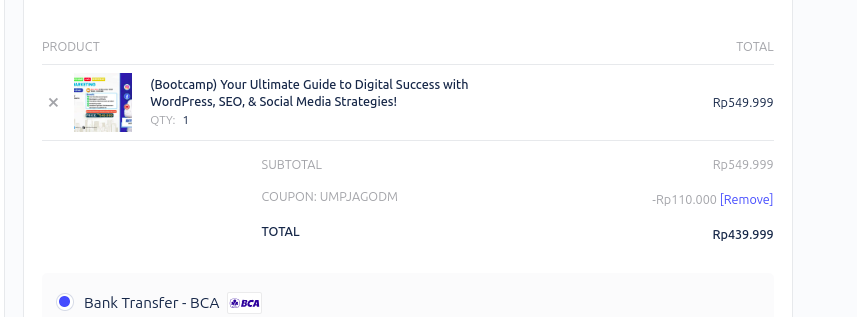 PRODUCT TOTAL
(Bootcamp) Your Ultimate Guide to Digital Success with
WordPress, SEO, & Social Media Strategies!
Rp549.999
QTY: 1
SUBTOTAL Rp549.999
COUPON: UMPJAGODM -Rp110.000 [Remove]
TOTAL Rp439.999
Bank Transfer - BCA BCA